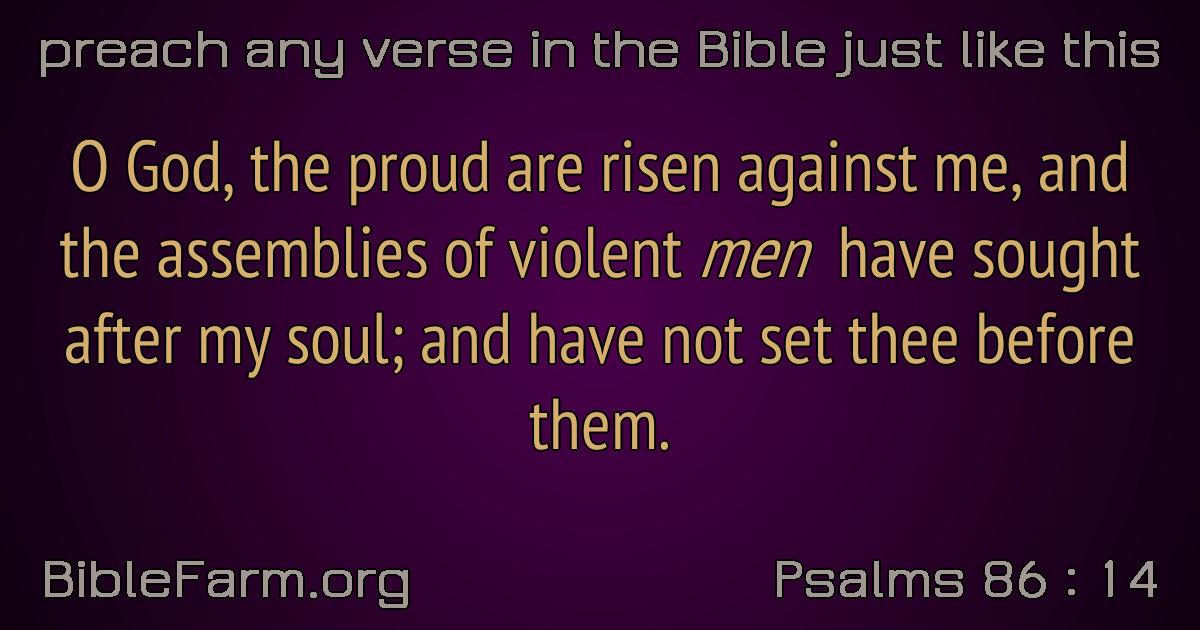 preach any verse in the Bible just like this
O God, the proud are risen against me, and
the assemblies of violent men have sought
after my soul; and have not set thee before
them.
BibleFarm.org
Psalms 86 : 14